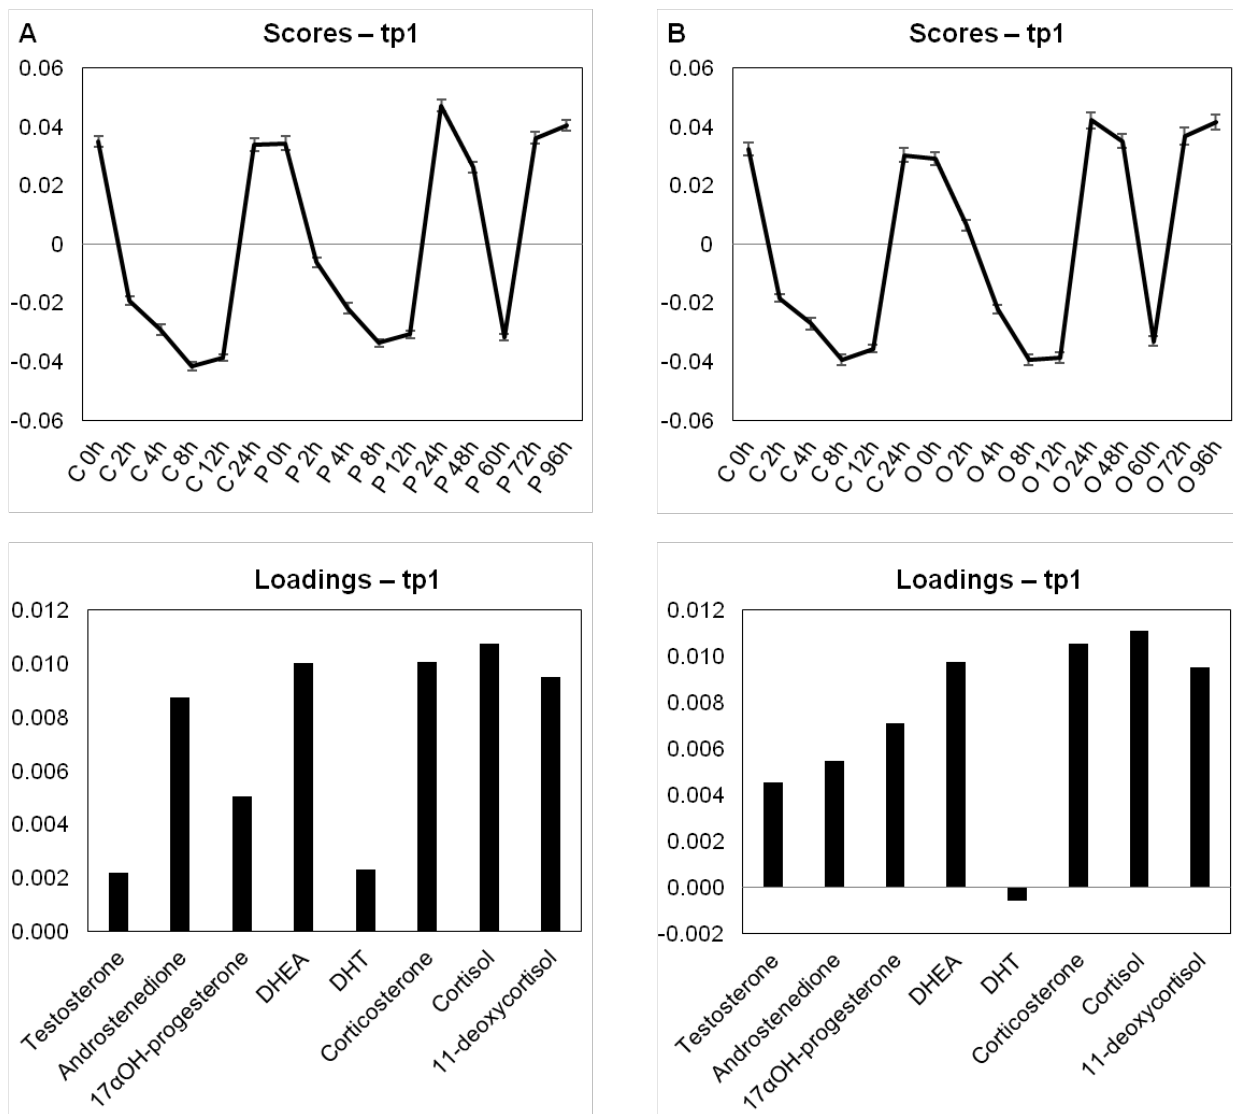 A
Scores – tp1
0.06
0.04
0.02
0
-0.02
-0.04
-0.06
C 0h
C 2h
C 4h
C 8h
C 12h
C 24h
P 0h
P 2h
P 4h
P 8h
P 12h
P 24h
P 48h
P 60h
P 72h
P 96h
B
Scores – tp1
0.06
0.04
0.02
0
-0.02
-0.04
-0.06
C 0h
C 2h
C 4h
C 8h
C 12h
C 24h
O 0h
O 2h
O 4h
O 8h
O 12h
O 24h
O 48h
O 60h
O 72h
O 96h
Loadings – tp1
0.012
0.010
0.008
0.006
0.004
0.002
0.000
Testosterone
Androstenedione
17αOH-progesterone
DHEA
DHT
Corticosterone
Cortisol
11-deoxycortisol
Loadings – tp1
0.012
0.010
0.008
0.006
0.004
0.002
0.000
-0.002
Testosterone
Androstenedione
17αOH-progesterone
DHEA
DHT
Corticosterone
Cortisol
11-deoxycortisol